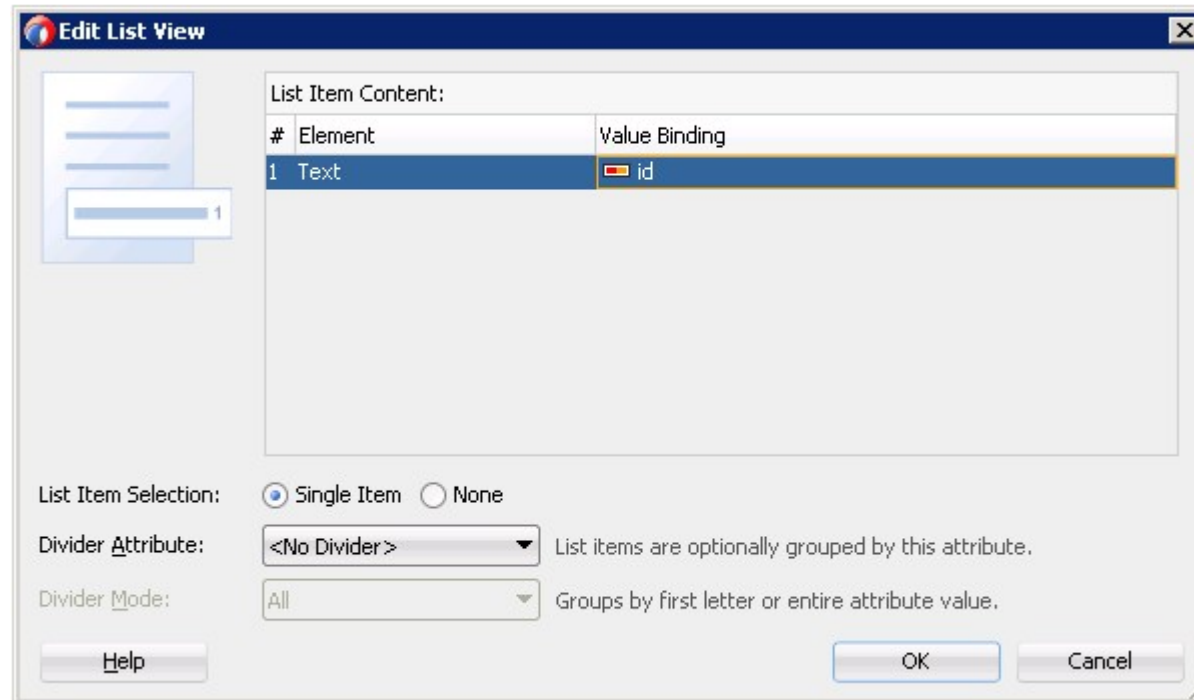 Edit List View
List Item Content:
# Element Value Binding
1 Text id
1
List Item Selection: Single Item None
Divider Attribute: <No Divider> List items are optionally grouped by this attribute.
Divider Mode: All Groups by first letter or entire attribute value.
Help OK Cancel